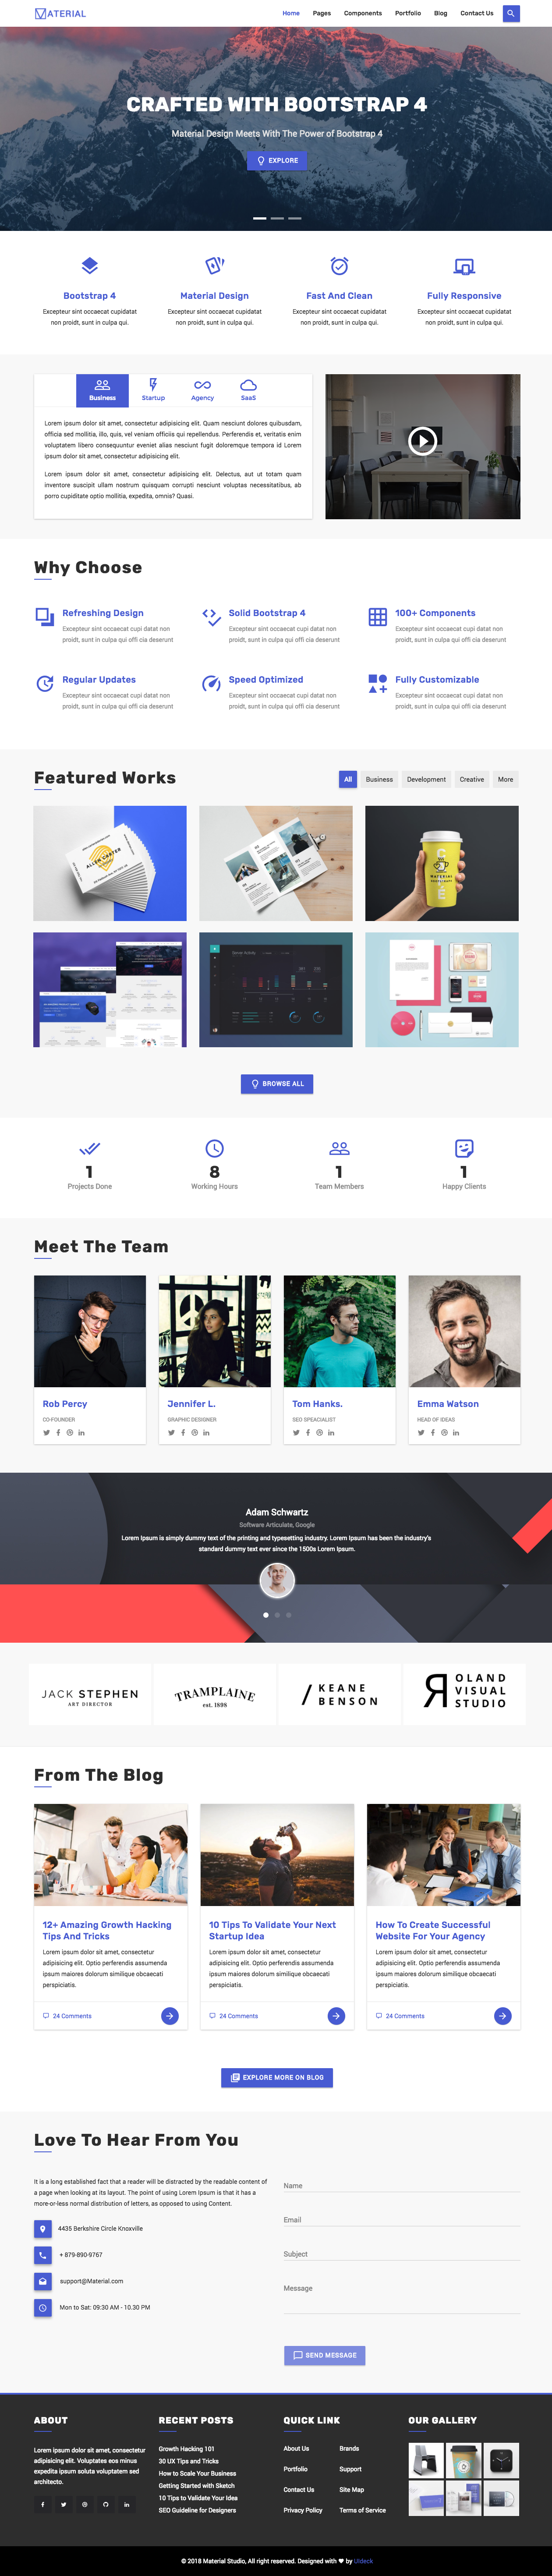 MATERIAL
Home Pages Components Portfolio Blog Contact Us
CRAFTED WITH BOOTSTRAP 4
Material Design Meets With The Power of Bootstrap 4
EXPLORE
Bootstrap 4
Excepteur sint occaecat cupidatat
non proidt, sunt in culpa qui.
Material Design
Excepteur sint occaecat cupidatat
non proidt, sunt in culpa qui.
Fast And Clean
Excepteur sint occaecat cupidatat
non proidt, sunt in culpa qui.
Fully Responsive
Excepteur sint occaecat cupidatat
non proidt, sunt in culpa qui.
Business Startup Agency SaaS
Lorem ipsum dolor sit amet, consectetur adipisicing elit. Quam nesciunt dolores quibusdam,
officia sed mollitia, illo, quis, vel veniam officiis qui repellendus. Perferendis et, veritatis enim
voluptatem libero consequuntur eveniet alias nesciunt fugit doloremque tempora id Lorem
ipsum dolor sit amet, consectetur adipisicing elit.
Lorem ipsum dolor sit amet, consectetur adipisicing elit. Delectus, aut ut totam quam
inventore suscipit ullam nostrum quisquam corrupti nesciunt voluptas necessitatibus, ab
porro cupiditate optio mollitia, expedita, omnis? Quasi.
Why Choose
Refreshing Design
Excepteur sint occaecat cupi datat non
proidt, sunt in culpa qui offi cia deserunt
Solid Bootstrap 4
Excepteur sint occaecat cupi datat non
proidt, sunt in culpa qui offi cia deserunt
100+ Components
Excepteur sint occaecat cupi datat non
proidt, sunt in culpa qui offi cia deserunt
Regular Updates
Excepteur sint occaecat cupi datat non
proidt, sunt in culpa qui offi cia deserunt
Speed Optimized
Excepteur sint occaecat cupi datat non
proidt, sunt in culpa qui offi cia deserunt
Fully Customizable
Excepteur sint occaecat cupi datat non
proidt, sunt in culpa qui offi cia deserunt
Featured Works
All Business Development Creative More
ALLEN CARTER
BROWSE ALL
1
Projects Done
8
Working Hours
1
Team Members
1
Happy Clients
Meet The Team
Rob Percy
CO-FOUNDER
Jennifer L.
GRAPHIC DESIGNER
Tom Hanks.
SEO SPEACIALIST
Emma Watson
HEAD OF IDEAS
Adam Schwartz
Software Articulate, Google
Lorem Ipsum is simply dummy text of the printing and typesetting industry. Lorem Ipsum has been the industry's
standard dummy text ever since the 1500s Lorem Ipsum.
JACK STEPHEN
ART DIRECTOR
TRAMPLAINE
est. 1898
/ KEANE
BENSON
Я OLAND
VISUAL
STUDIO
From The Blog
12+ Amazing Growth Hacking
Tips And Tricks
Lorem ipsum dolor sit amet, consectetur
adipisicing elit. Optio perferendis assumenda
ipsum maiores dolorum similique obcaecati
perspiciatis.
24 Comments
10 Tips To Validate Your Next
Startup Idea
Lorem ipsum dolor sit amet, consectetur
adipisicing elit. Optio perferendis assumenda
ipsum maiores dolorum similique obcaecati
perspiciatis.
24 Comments
How To Create Successful
Website For Your Agency
Lorem ipsum dolor sit amet, consectetur
adipisicing elit. Optio perferendis assumenda
ipsum maiores dolorum similique obcaecati
perspiciatis.
24 Comments
EXPLORE MORE ON BLOG
Love To Hear From You
It is a long established fact that a reader will be distracted by the readable content of
a page when looking at its layout. The point of using Lorem Ipsum is that it has a
more-or-less normal distribution of letters, as opposed to using Content.
4435 Berkshire Circle Knoxville
+ 879-890-9767
support@Material.com
Mon to Sat: 09:30 AM - 10.30 PM
Name
Email
Subject
Message
SEND MESSAGE
ABOUT
Lorem ipsum dolor sit amet, consectetur
adipisicing elit. Voluptates eos minus
expedita ipsum soluta voluptatem sed
architecto.
RECENT POSTS
Growth Hacking 101
30 UX Tips and Tricks
How to Scale Your Business
Getting Started with Sketch
10 Tips to Validate Your Idea
SEO Guideline for Designers
QUICK LINK
About Us Brands
Portfolio Support
Contact Us Site Map
Privacy Policy Terms of Service
OUR GALLERY
© 2018 Material Studio, All right reserved. Designed with ♥ by Uideck